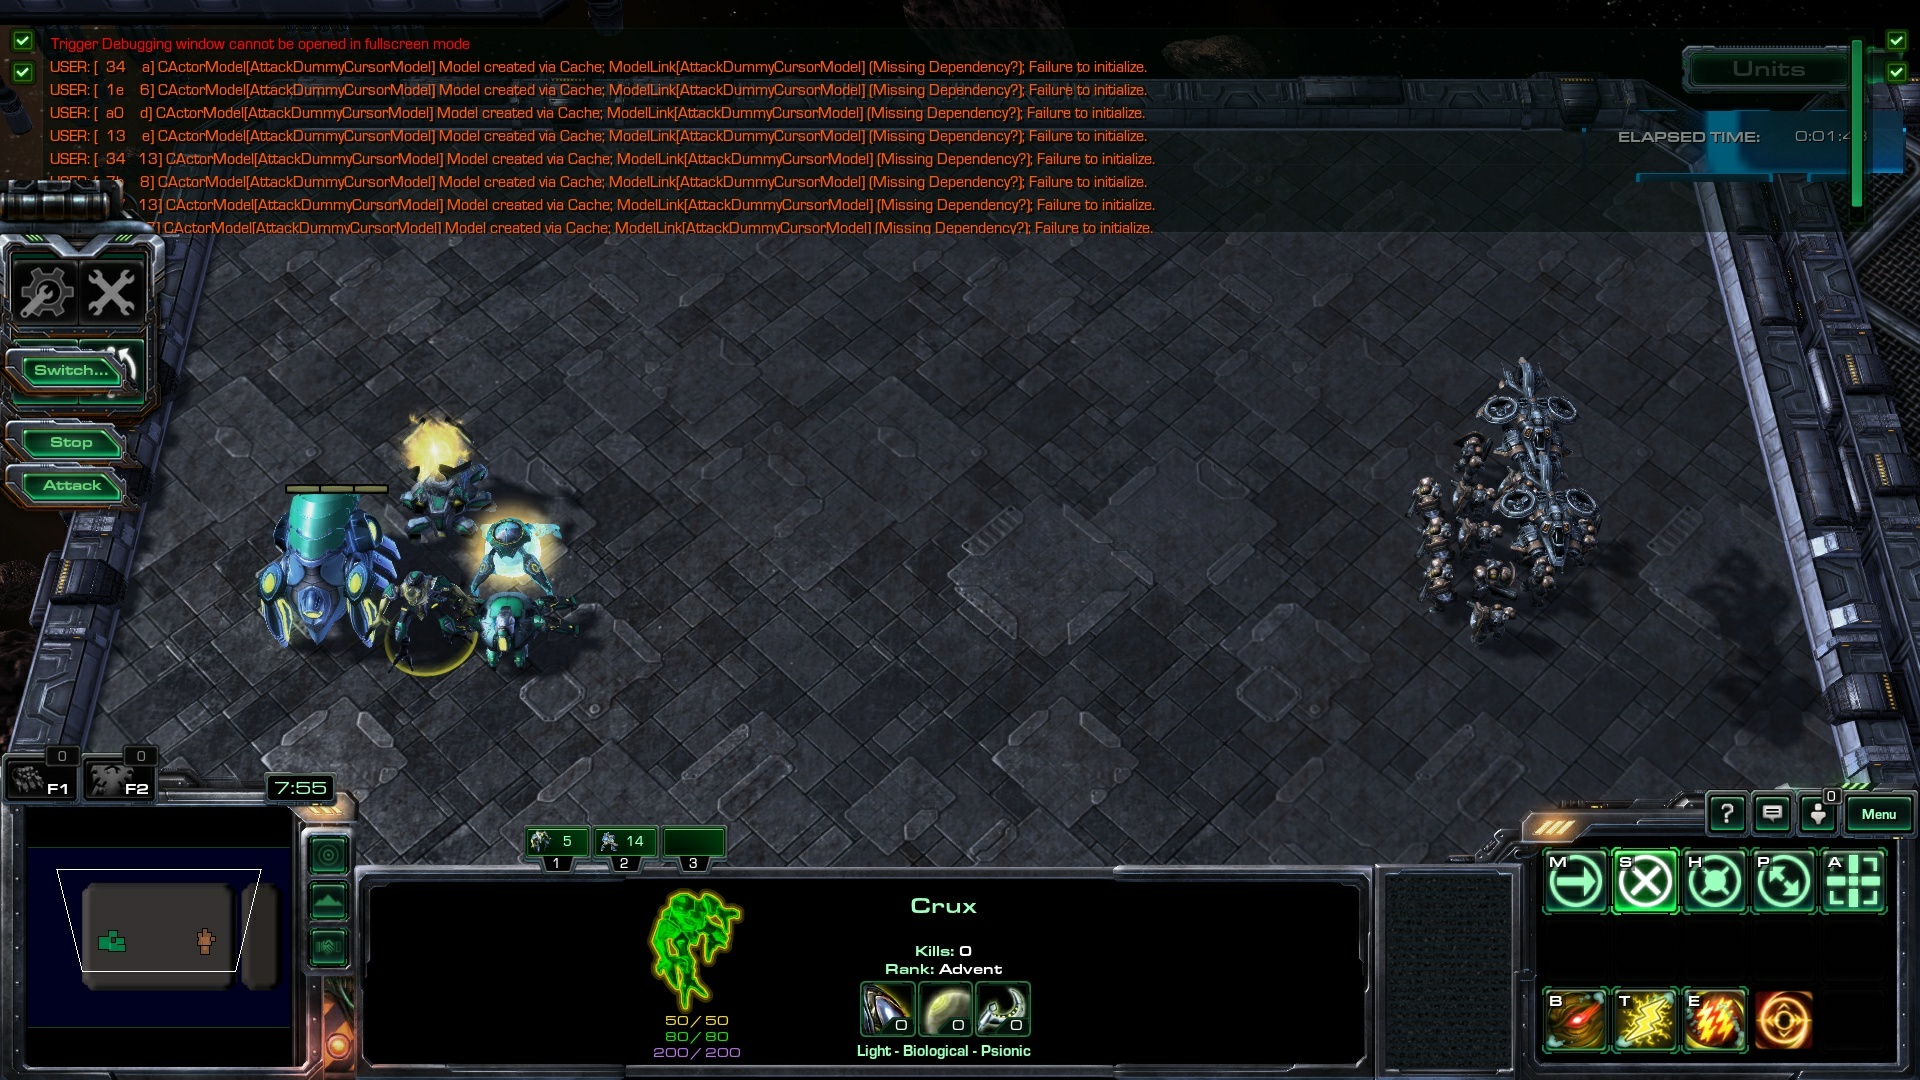 Trigger Debugging window cannot be opened in fullscreen mode
USER: [ 34 a] CActorModel[AttackDummyCursorModel] Model created via Cache; ModelLink[AttackDummyCursorModel] (Missing Dependency?); Failure to initialize.
USER: [ 1e 6] CActorModel[AttackDummyCursorModel] Model created via Cache; ModelLink[AttackDummyCursorModel] (Missing Dependency?); Failure to initialize.
USER: [ a0 d] CActorModel[AttackDummyCursorModel] Model created via Cache; ModelLink[AttackDummyCursorModel] (Missing Dependency?); Failure to initialize.
USER: [ 13 e] CActorModel[AttackDummyCursorModel] Model created via Cache; ModelLink[AttackDummyCursorModel] (Missing Dependency?); Failure to initialize.
USER: [ 34 13] CActorModel[AttackDummyCursorModel] Model created via Cache; ModelLink[AttackDummyCursorModel] (Missing Dependency?); Failure to initialize.
8] CActorModel[AttackDummyCursorModel] Model created via Cache; ModelLink[AttackDummyCursorModel] (Missing Dependency?); Failure to initialize.
13] CActorModel[AttackDummyCursorModel] Model created via Cache; ModelLink[AttackDummyCursorModel] (Missing Dependency?); Failure to initialize.
CActorModel[AttackDummyCursorModel] Model created via Cache; ModelLink[AttackDummyCursorModel] (Missing Dependency?); Failure to initialize.
Units
ELAPSED TIME:
Switch...
Stop
Attack
0 0
F1 F2
7:55
5 14
1 2 3
Crux
Kills: 0
Rank: Advent
0 0 0
Light - Biological - Psionic
50/50
80/80
200/200
? 0 Menu
M S H P A
B T E